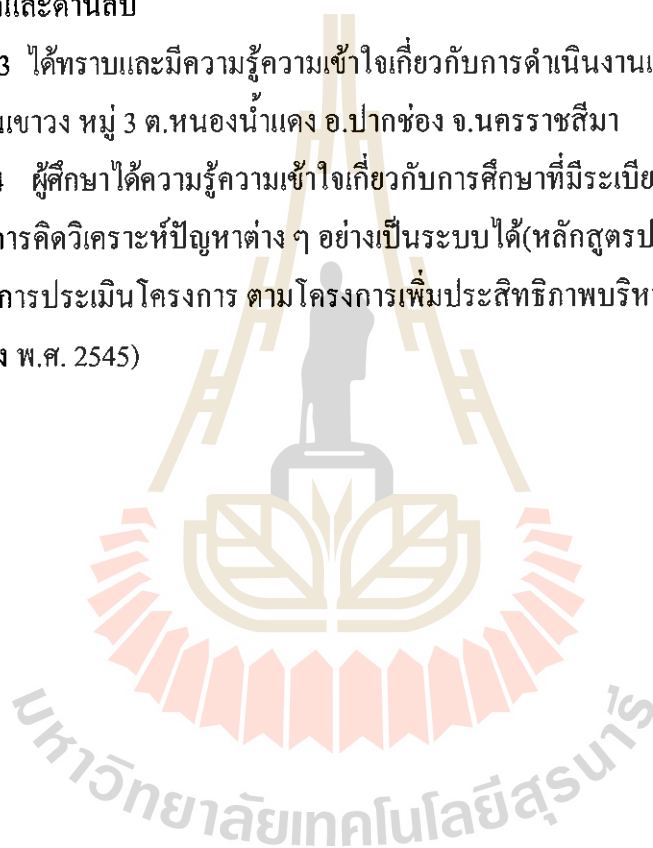 และด้านลบ
3 ได้ทราบและมีความรู้ความเข้าใจเกี่ยวกับการดำเนินงาน
นเขาวง หมู่ 3 ต.หนองน้ำแดง อ.ปากช่อง จ.นครราชสีมา
ผู้ศึกษาได้ความรู้ความเข้าใจเกี่ยวกับการศึกษาที่มีระเบีย
การคิดวิเคราะห์ปัญหาต่าง ๆ อย่างเป็นระบบได้(หลักสูตรป
การประเมินโครงการ ตามโครงการเพิ่มประสิทธิภาพบริหา
ง พ.ศ. 2545)
มหาวิทยาลัยเทคโนโลยีสุรนารี